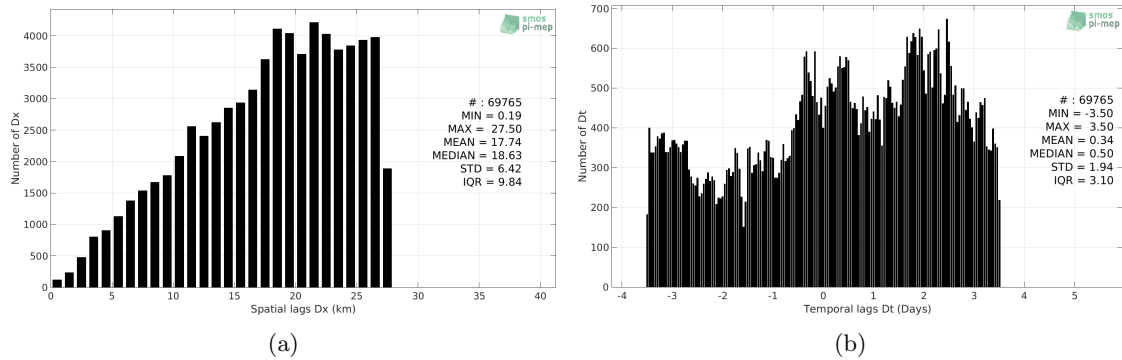 smos
pi-mep
4000
3500
3000
2500
2000
1500
1000
500
0
Number of Dx
# : 69765
MIN = 0.19
MAX = 27.50
MEAN = 17.74
MEDIAN = 18.63
STD = 6.42
IQR = 9.84
0 5 10 15 20 25 30 35 40
Spatial lags Dx (km)
(a)
smos
pi-mep
700
600
500
400
300
200
100
0
Number of Dt
# : 69765
MIN = -3.50
MAX = 3.50
MEAN = 0.34
MEDIAN = 0.50
STD = 1.94
IQR = 3.10
-4 -3 -2 -1 0 1 2 3 4 5
Temporal lags Dt (Days)
(b)